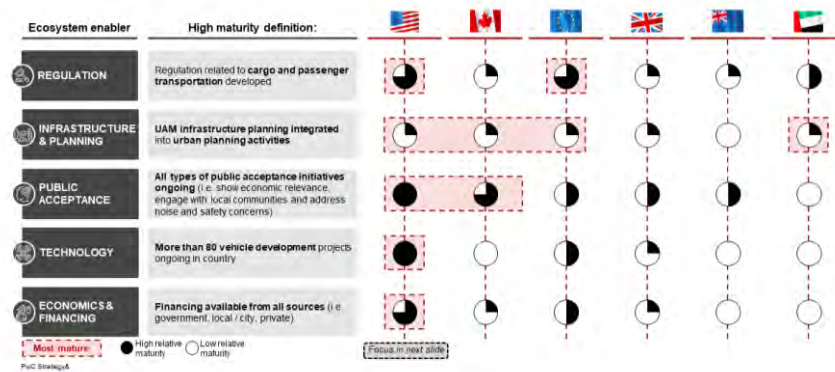 Ecosystem enabler
High maturity definition:
REGULATION
Regulation related to cargo and passenger
transportation developed
INFRASTRUCTURE
& PLANNING
UAM infrastructure planning integrated
into urban planning activities
PUBLIC
ACCEPTANCE
All types of public acceptance initiatives
ongoing (i.e. show economic relevance,
engage with local communities and address
noise and safety concerns)
TECHNOLOGY
More than 80 vehicle development projects
ongoing in country
ECONOMICS &
FINANCING
Financing available from all sources (i.e
government, local / city, private)
Most mature
High relative
maturity
Low relative
maturity
Focus in next slide
PwC Strategy&